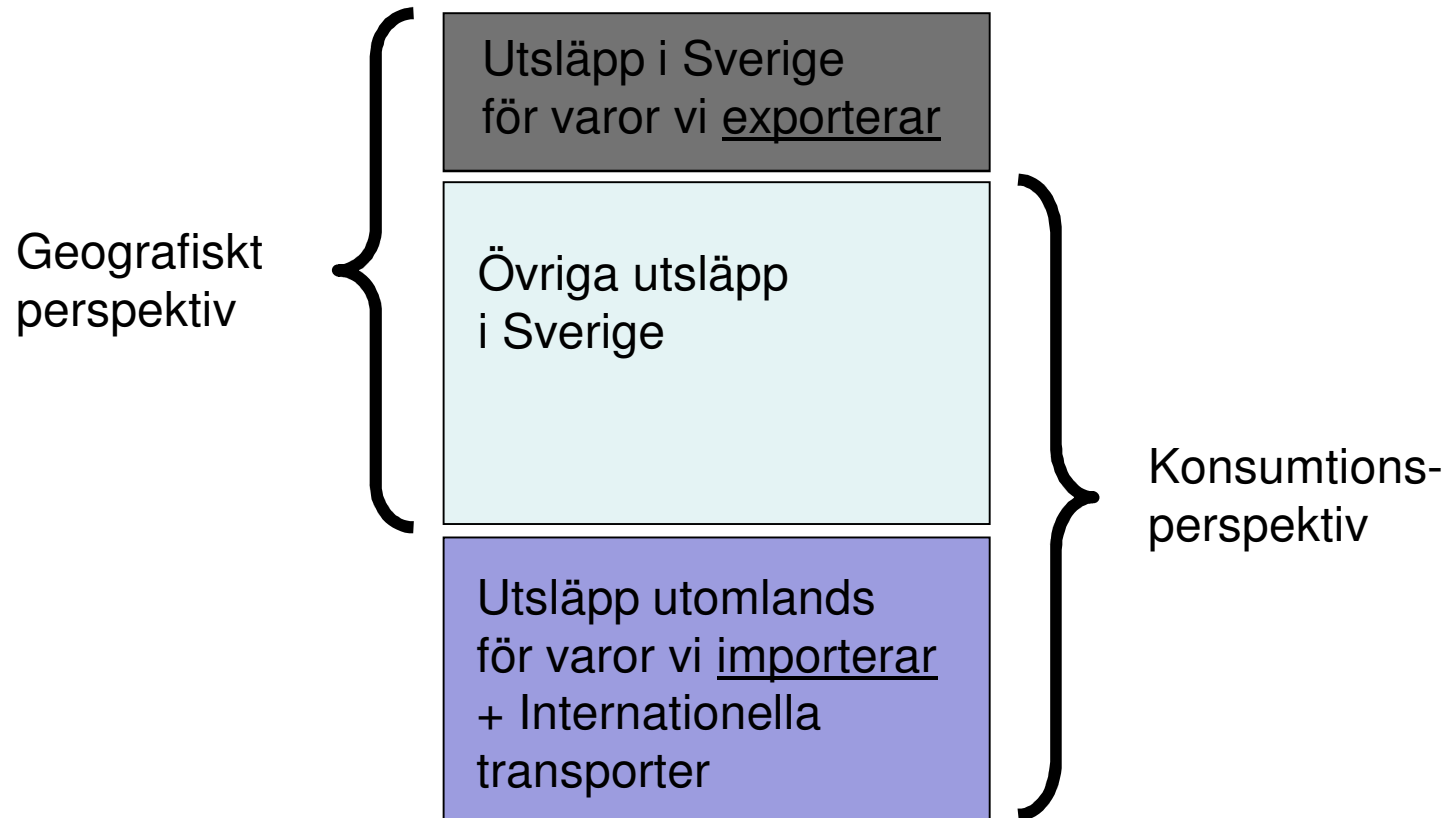 Utsläpp i Sverige
för varor vi exporterar
Geografiskt
perspektiv
Övriga utsläpp
i Sverige
Konsumtions-
perspektiv
Utsläpp utomlands
för varor vi importerar
+ Internationella
transporter